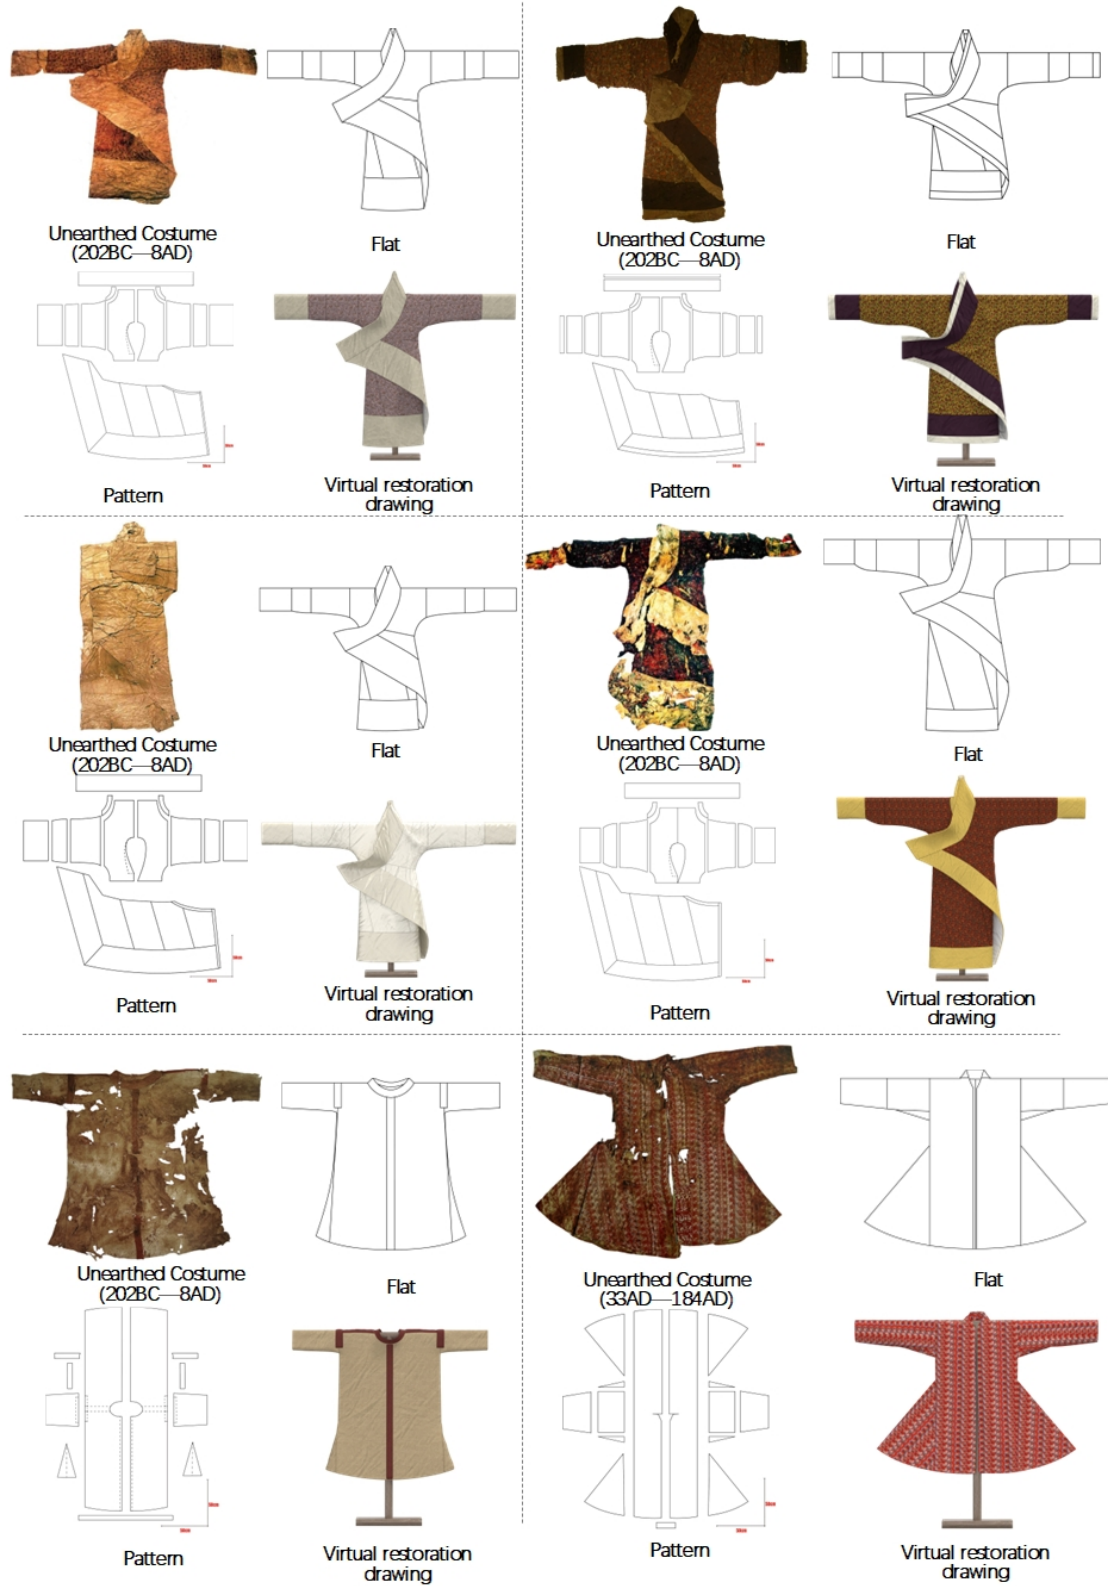 Unearthed Costume
(202BC—8AD)
Flat
Pattern
Virtual restoration
drawing
Unearthed Costume
(202BC—8AD)
Flat
Pattern
Virtual restoration
drawing
Unearthed Costume
(202BC—8AD)
Flat
Pattern
Virtual restoration
drawing
Unearthed Costume
(202BC—8AD)
Flat
Pattern
Virtual restoration
drawing
Unearthed Costume
(202BC—8AD)
Flat
Pattern
Virtual restoration
drawing
Unearthed Costume
(33AD—184AD)
Flat
Pattern
Virtual restoration
drawing